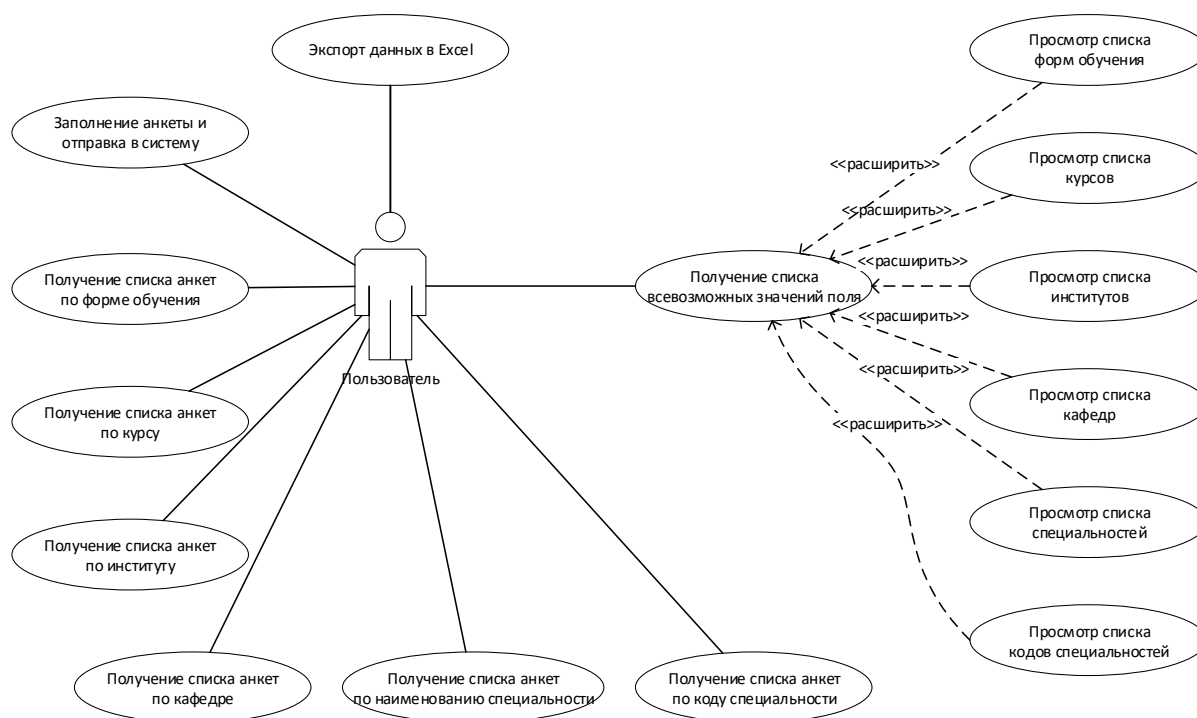 Экспорт данных в Excel
Просмотр списка
форм обучения
Заполнение анкеты и
отправка в систему
<<расширить>>
Просмотр списка
курсов
<<расширить>>
Получение списка анкет
по форме обучения
Пользователь
Получение списка
всевозможных значений поля
<<расширить>>
Просмотр списка
институтов
<<расширить>>
Просмотр списка
кафедр
<<расширить>>
Получение списка анкет
по курсу
<<расширить>>
Просмотр списка
специальностей
Получение списка анкет
по институту
Просмотр списка
кодов специальностей
Получение списка анкет
по кафедре
Получение списка анкет
по наименованию специальности
Получение списка анкет
по коду специальности